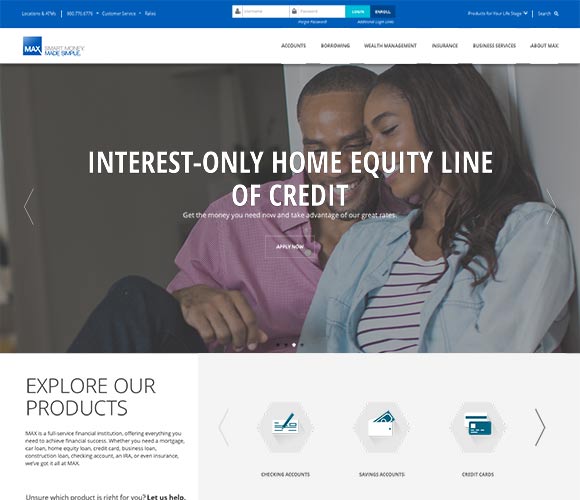 Locations & ATMs • 800.776.6776 • Customer Service • Rates
Username Password LOGIN ENROLL
Forgot Password? Additional Login Links
Products for Your Life Stage Search
MAX SMART MONEY.
MADE SIMPLE.
ACCOUNTS BORROWING WEALTH MANAGEMENT INSURANCE BUSINESS SERVICES ABOUT MAX
INTEREST-ONLY HOME EQUITY LINE
OF CREDIT
Get the money you need now and take advantage of our great rates.
APPLY NOW
EXPLORE OUR
PRODUCTS
MAX is a full-service financial institution, offering everything you
need to achieve financial success. Whether you need a mortgage,
car loan, home equity loan, credit card, business loan,
construction loan, checking account, an IRA, or even insurance,
we've got it all at MAX.
Unsure which product is right for you? Let us help.
CHECKING ACCOUNTS
SAVINGS ACCOUNTS
CREDIT CARDS